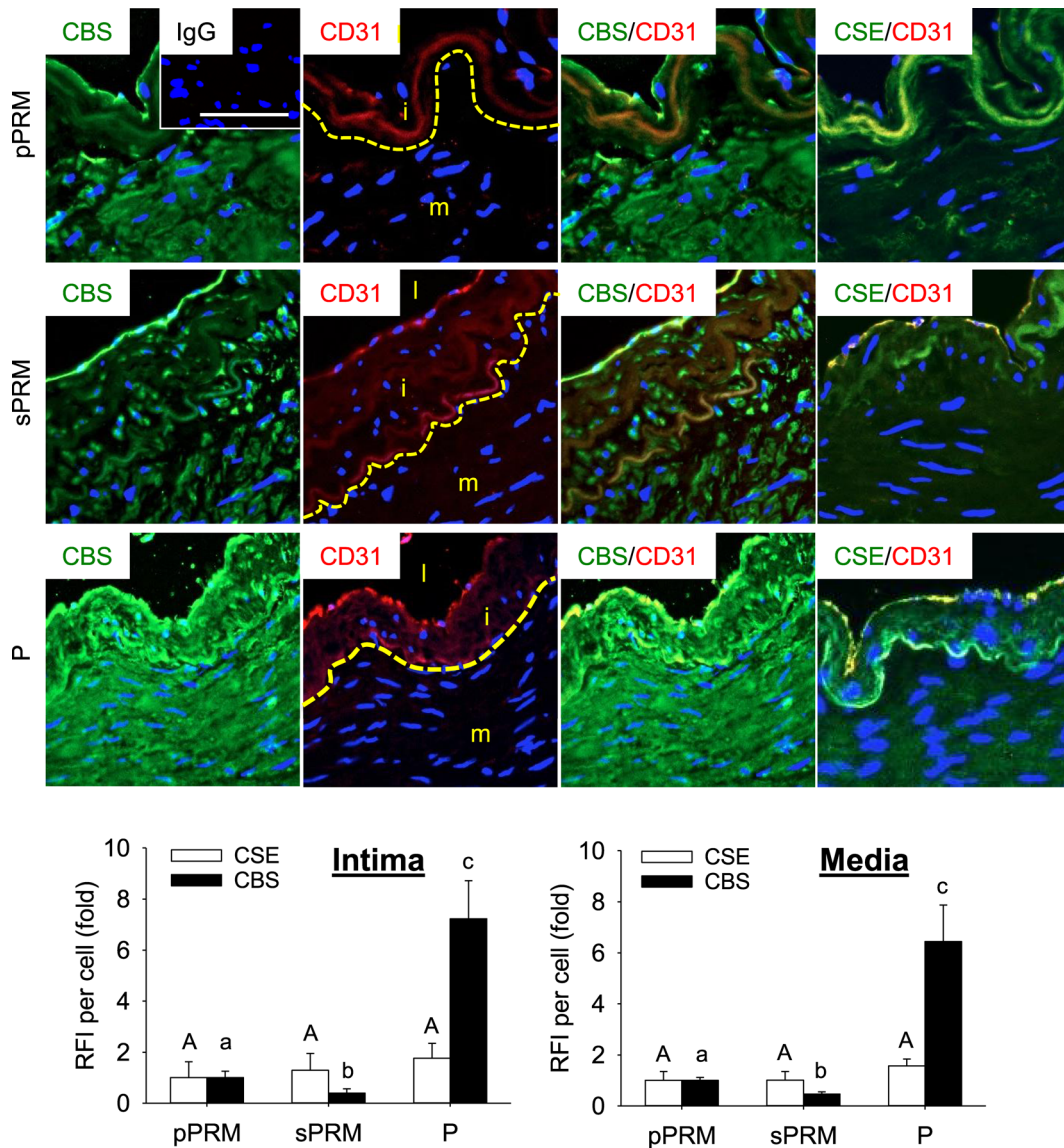 CBS IgG CD31 CBS/CD31 CSE/CD31
pPRM
i
m
CBS CD31 CBS/CD31 CSE/CD31
sPRM
l
i
m
CBS CD31 CBS/CD31 CSE/CD31
P
l
i
m
Intima
CSE
CBS
RFI per cell (fold)
10
8
6
4
2
0
A a A b A c
pPRM sPRM P
Media
CSE
CBS
RFI per cell (fold)
10
8
6
4
2
0
A a A b A c
pPRM sPRM P